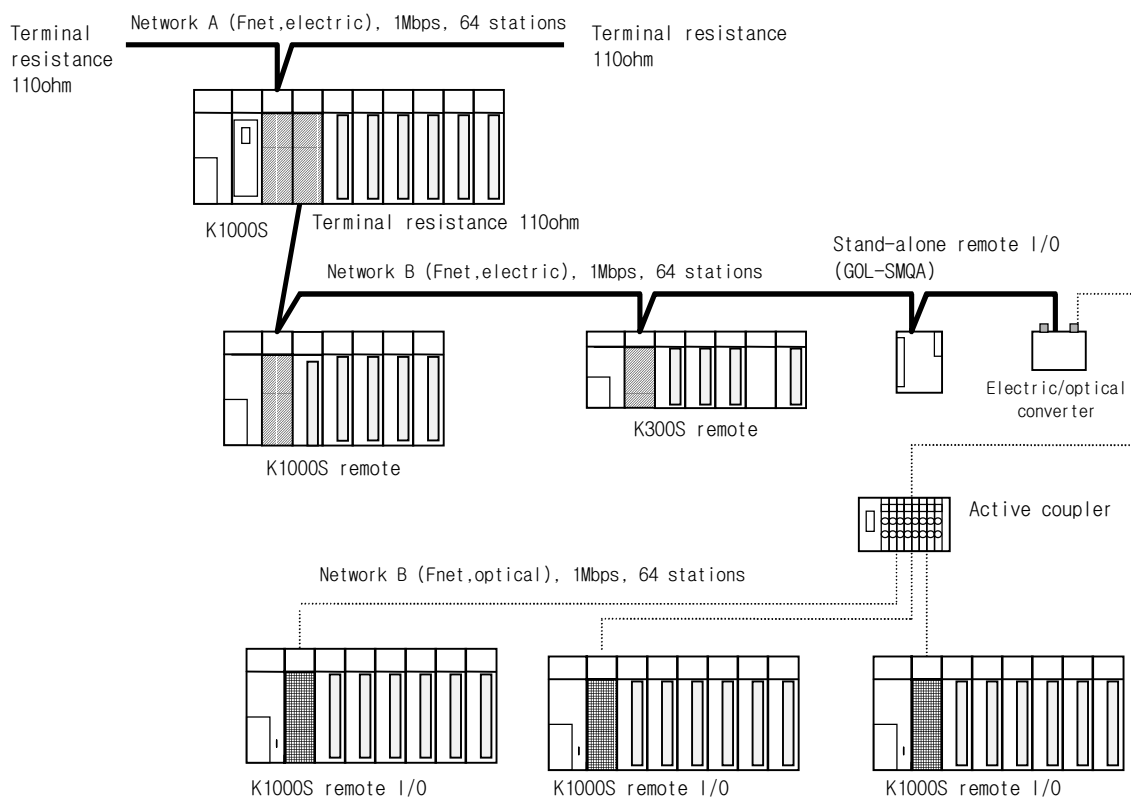 Terminal
resistance
110ohm
Network A (Fnet,electric), 1Mbps, 64 stations
Terminal resistance
110ohm
K1000S
Terminal resistance 110ohm
Network B (Fnet,electric), 1Mbps, 64 stations
Stand-alone remote I/O
(GOL-SMQA)
K1000S remote
K300S remote
Electric/optical
converter
Active coupler
Network B (Fnet,optical), 1Mbps, 64 stations
K1000S remote I/O
K1000S remote I/O
K1000S remote I/O